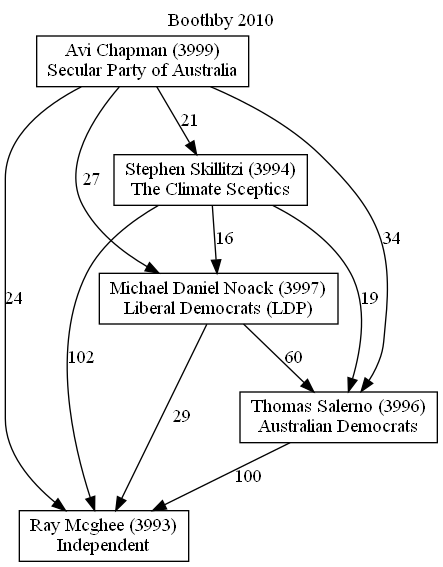 Boothby 2010
Avi Chapman (3999)
Secular Party of Australia
21
27
Stephen Skillitzi (3994)
The Climate Sceptics
34
16
Michael Daniel Noack (3997)
Liberal Democrats (LDP)
24
19
102
60
Thomas Salerno (3996)
Australian Democrats
29
100
Ray Mcghee (3993)
Independent